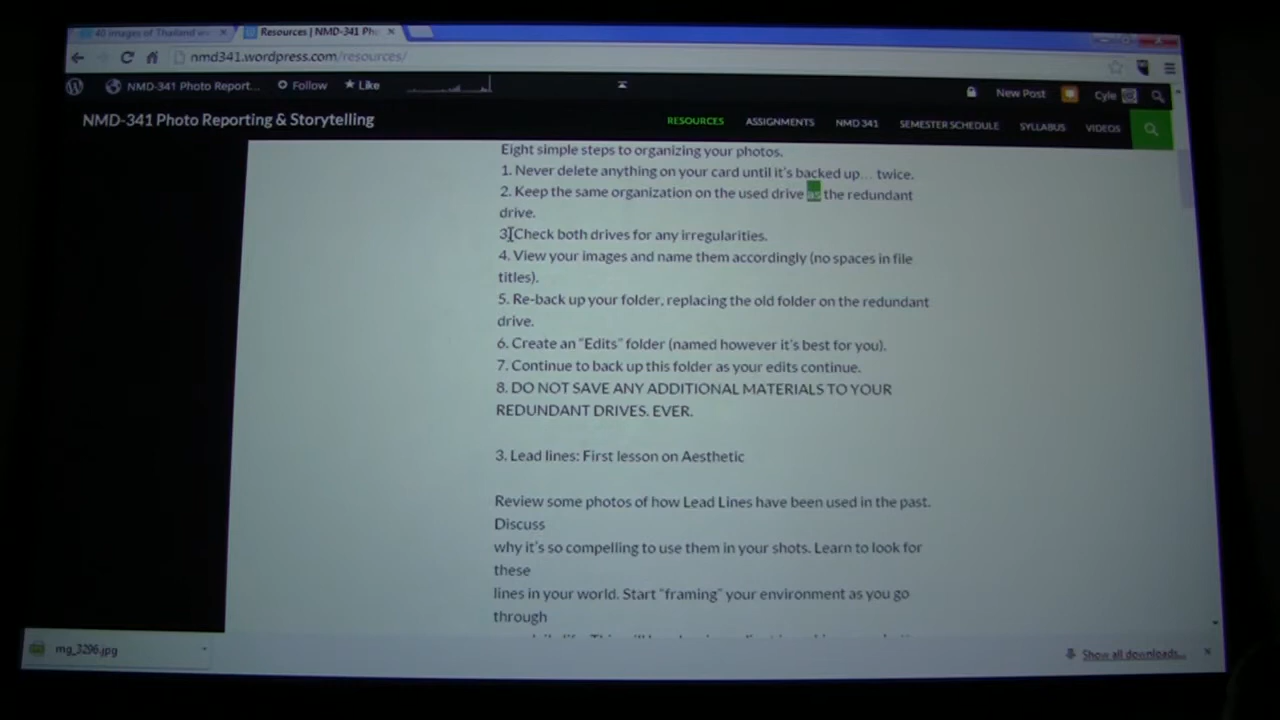 40 images of Thailand
Resources | NMD-341 Pho
nmd341.wordpress.com/resources/
NMD-341 Photo Report...
Follow
Like
New Post
Cyle
NMD-341 Photo Reporting & Storytelling
RESOURCES
ASSIGNMENTS
NMD 341
SEMESTER SCHEDULE
SYLLABUS
VIDEOS
Eight simple steps to organizing your photos.
1. Never delete anything on your card until it's backed up… twice.
2. Keep the same organization on the used drive as the redundant
drive.
3. Check both drives for any irregularities.
4. View your images and name them accordingly (no spaces in file
titles).
5. Re-back up your folder, replacing the old folder on the redundant
drive.
6. Create an “Edits” folder (named however it's best for you).
7. Continue to back up this folder as your edits continue.
8. DO NOT SAVE ANY ADDITIONAL MATERIALS TO YOUR
REDUNDANT DRIVES. EVER.
3. Lead lines: First lesson on Aesthetic
Review some photos of how Lead Lines have been used in the past.
Discuss
why it's so compelling to use them in your shots. Learn to look for
these
lines in your world. Start “framing” your environment as you go
through
mg_3296.jpg
Show all downloads...